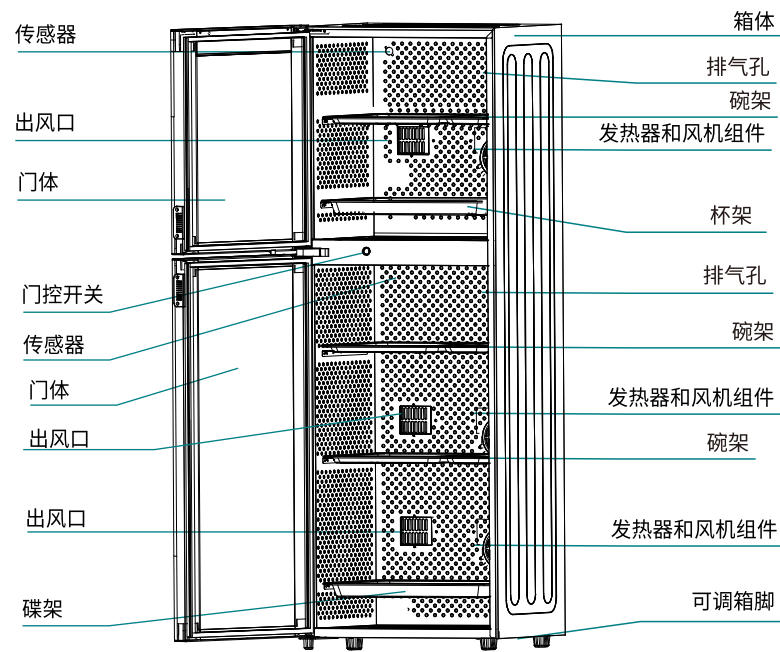 传感器
出风口
门体
门控开关
传感器
门体
出风口
出风口
碟架
箱体
排气孔
碗架
发热器和风机组件
杯架
排气孔
碗架
发热器和风机组件
碗架
发热器和风机组件
可调箱脚